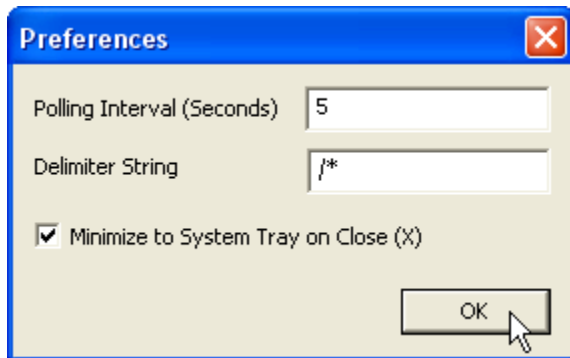 Preferences
Polling Interval (Seconds) 5
Delimiter String /*
Minimize to System Tray on Close (X)
OK